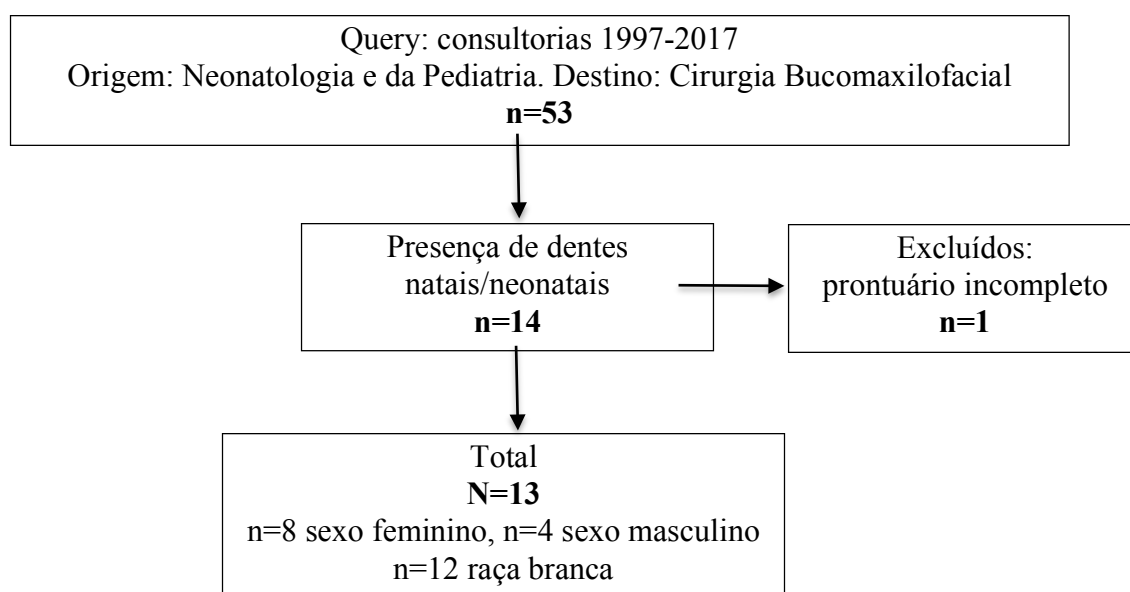 Query: consultorias 1997-2017
Origem: Neonatologia e da Pediatria. Destino: Cirurgia Bucomaxilofacial
n=53
Presença de dentes
natais/neonatais
n=14
Excluídos:
prontuário incompleto
n=1
Total
N=13
n=8 sexo feminino, n=4 sexo masculino
n=12 raça branca